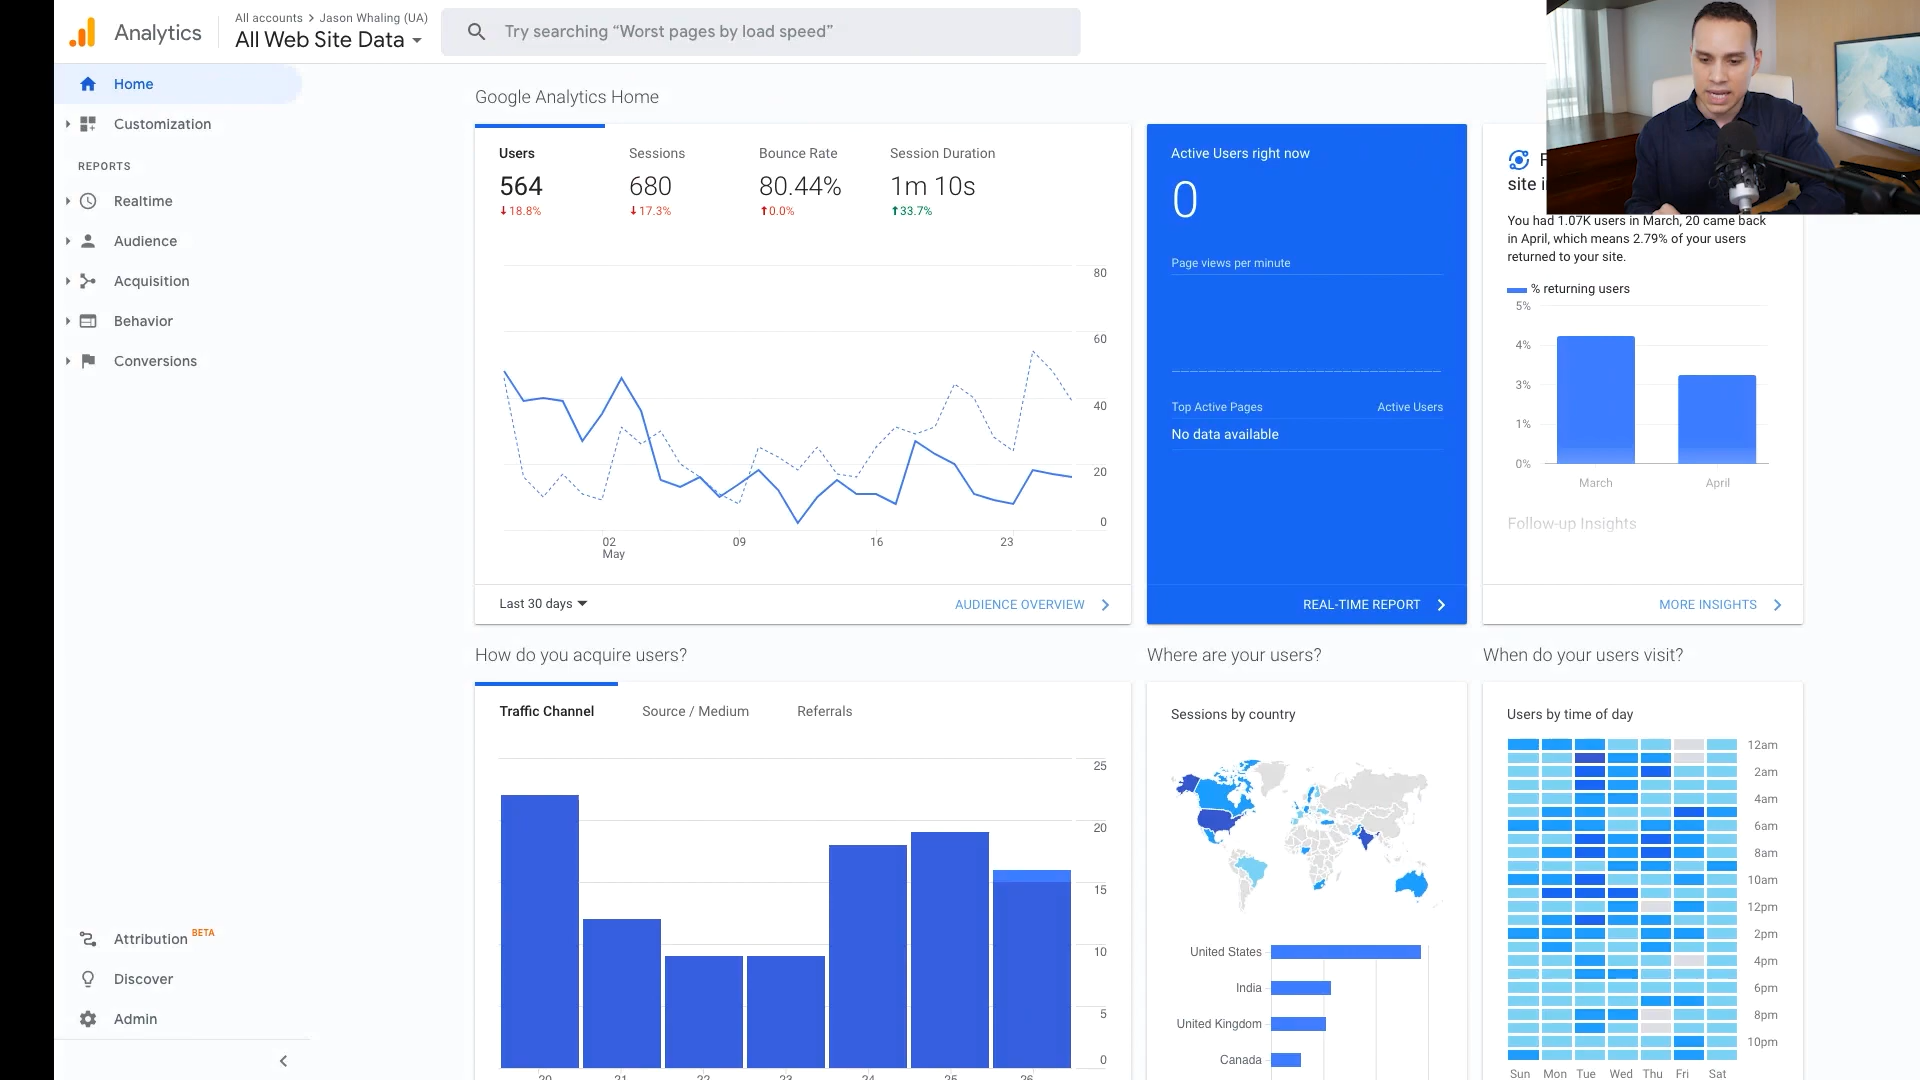 Analytics
All accounts > Jason Whaling (UA)
All Web Site Data
Try searching “Worst pages by load speed”
Home
Customization
REPORTS
Realtime
Audience
Acquisition
Behavior
Conversions
Attribution BETA
Discover
Admin
Google Analytics Home
Users
564
18.8%
Sessions
680
17.3%
Bounce Rate
80.44%
0.0%
Session Duration
1m 10s
33.7%
80
60
40
20
0
02
May
09
16
23
Last 30 days
AUDIENCE OVERVIEW
Active Users right now
0
Page views per minute
Top Active Pages
Active Users
No data available
REAL-TIME REPORT
site
You had 1.07K users in March, 20 came back
in April, which means 2.79% of your users
returned to your site.
% returning users
5%
4%
3%
1%
0%
March
April
Follow-up Insights
MORE INSIGHTS
How do you acquire users?
Traffic Channel
Source / Medium
Referrals
25
20
15
10
5
0
20
21
22
23
24
25
26
Where are your users?
Sessions by country
United States
India
United Kingdom
Canada
When do your users visit?
Users by time of day
12am
2am
4am
6am
8am
10am
12pm
2pm
4pm
6pm
8pm
10pm
Sun
Mon
Tue
Wed
Thu
Fri
Sat